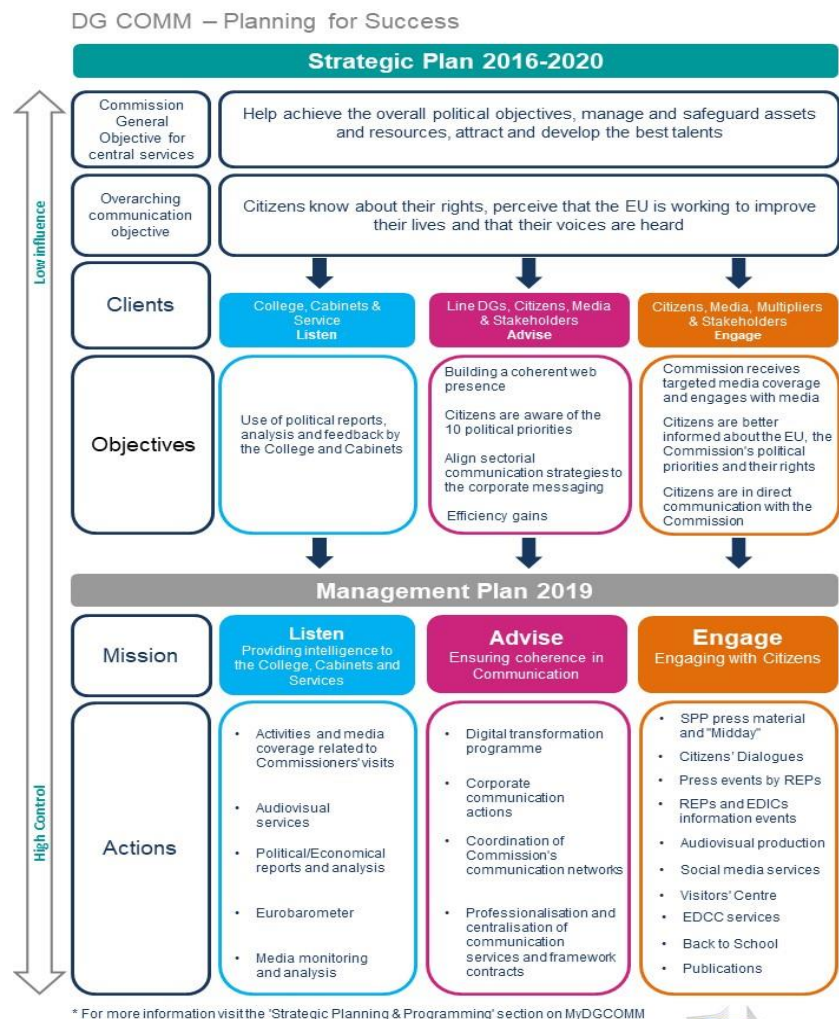 DG COMM – Planning for Success
Strategic Plan 2016-2020
Low influence
High Control
Commission
General
Objective for
central services
Help achieve the overall political objectives, manage and safeguard assets
and resources, attract and develop the best talents
Overarching
communication
objective
Citizens know about their rights, perceive that the EU is working to improve
their lives and that their voices are heard
Clients
College, Cabinets &
Service
Listen
Line DGs, Citizens, Media
& Stakeholders
Advise
Citizens, Media, Multipliers
& Stakeholders
Engage
Objectives
Use of political reports,
analysis and feedback by
the College and Cabinets
Building a coherent web
presence
Citizens are aware of the
10 political priorities
Align sectorial
communication strategies to
the corporate messaging
Efficiency gains
Commission receives
targeted media coverage
and engages with media
Citizens are better
informed about the EU, the
Commission's political
priorities and their rights
Citizens are in direct
communication with the
Commission
Management Plan 2019
Mission
Listen
Providing intelligence to
the College, Cabinets and
Services
Advise
Ensuring coherence in
Communication
Engage
Engaging with Citizens
Actions
• Activities and media
coverage related to
Commissioners' visits
• Audiovisual
services
• Political/Economical
reports and analysis
• Eurobarometer
• Media monitoring
and analysis
• Digital transformation
programme
• Corporate
communication
actions
• Coordination of
Commission's
communication networks
• Professionalisation and
centralisation of
communication
services and framework
contracts
• SPP press material
and "Midday"
• Citizens' Dialogues
• Press events by REPs
• REPs and EDICs
information events
• Audiovisual production
• Social media services
• Visitors' Centre
• EDCC services
• Back to School
• Publications
* For more information visit the 'Strategic Planning & Programming' section on MyDGCOMM